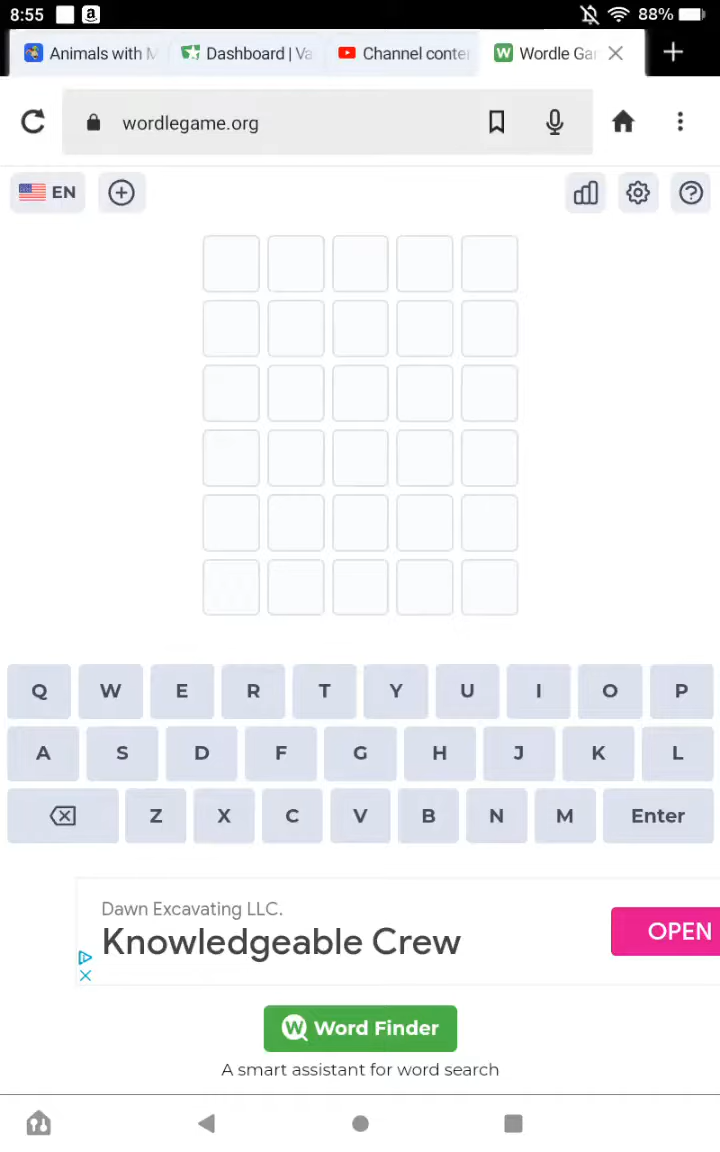 8:55 88%
Animals with M Dashboard | Va Channel conte Wordle Ga
wordlegame.org
EN
Q W E R T Y U I O P
A S D F G H J K L
Z X C V B N M Enter
Dawn Excavating LLC.
Knowledgeable Crew
OPEN
Word Finder
A smart assistant for word search